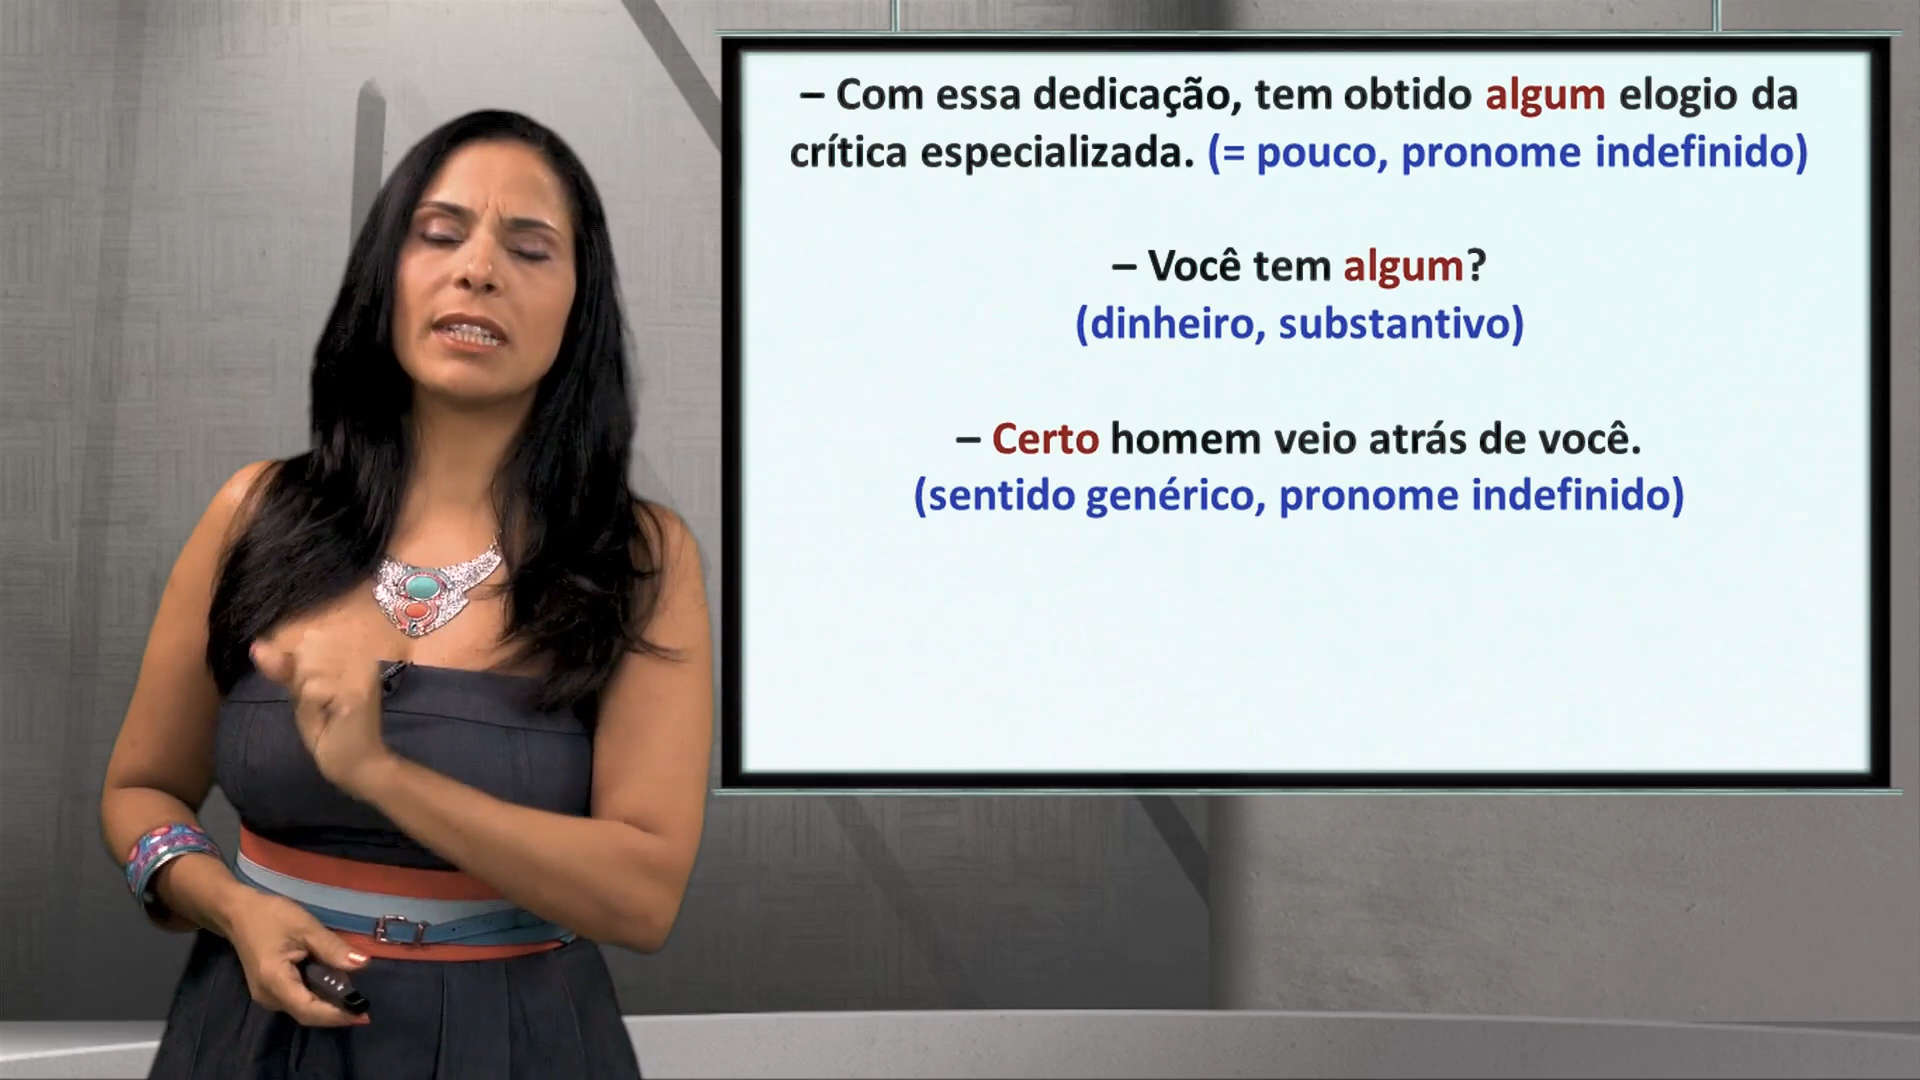 – Com essa dedicação, tem obtido algum elogio da
crítica especializada. (= pouco, pronome indefinido)
– Você tem algum?
(dinheiro, substantivo)
– Certo homem veio atrás de você.
(sentido genérico, pronome indefinido)